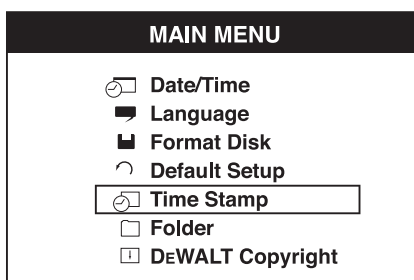 MAIN MENU
Date/Time
Language
Format Disk
Default Setup
Time Stamp
Folder
DEWALT Copyright